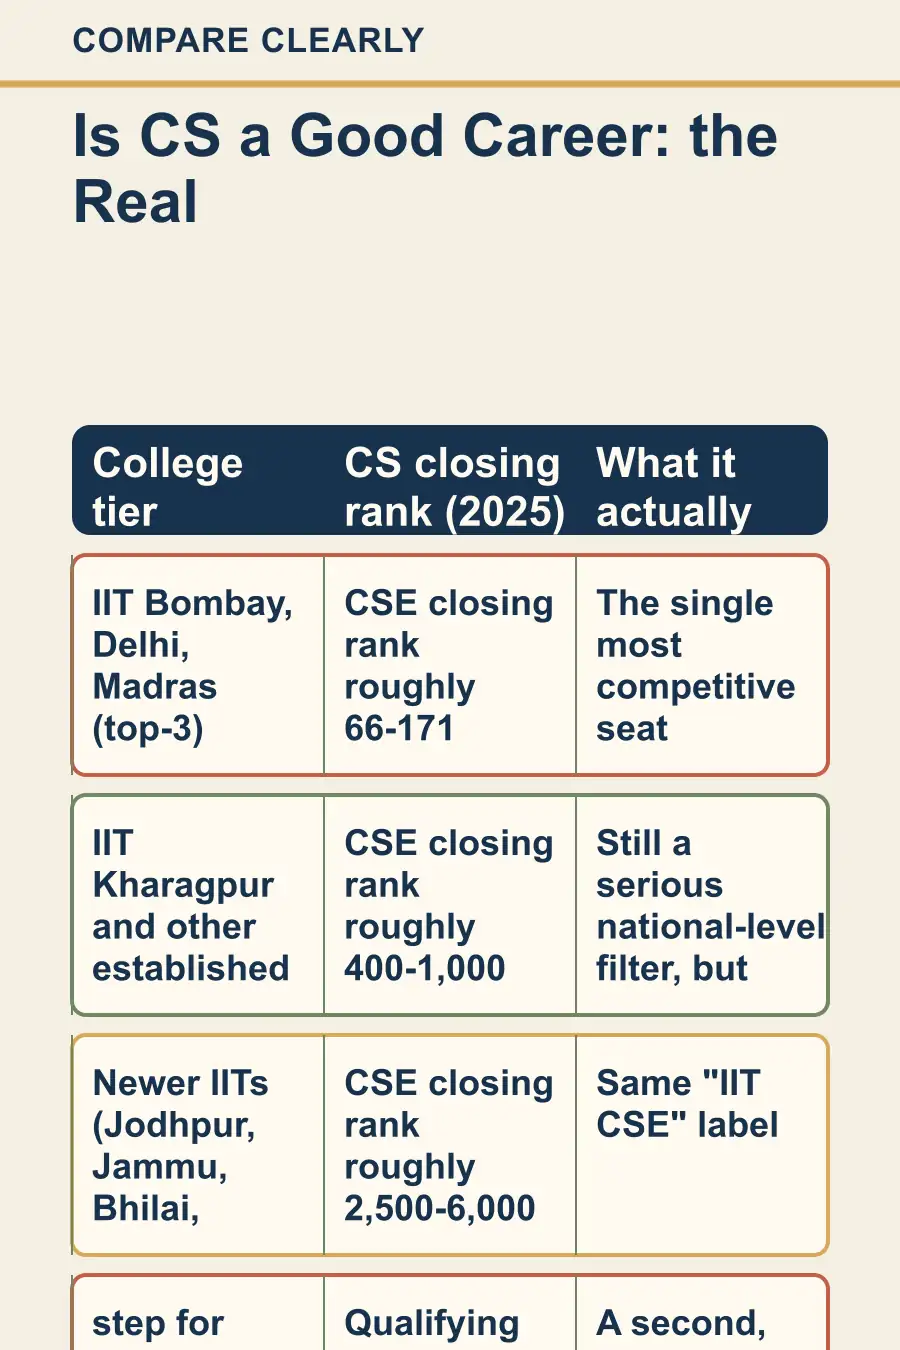 COMPARE CLEARLY
Is CS a Good Career: the
Real
College
tier
CS closing
rank (2025)
What it
actually
IIT Bombay,
Delhi,
Madras
(top-3)
CSE closing
rank
roughly
66-171
The single
most
competitive
seat
IIT
Kharagpur
and other
established
CSE closing
rank
roughly
400-1,000
Still a
serious
national-level
filter, but
Newer IITs
(Jodhpur,
Jammu,
Bhilai,
CSE closing
rank
roughly
2,500-6,000
Same "IIT
CSE" label
step for
Qualifying
A second,